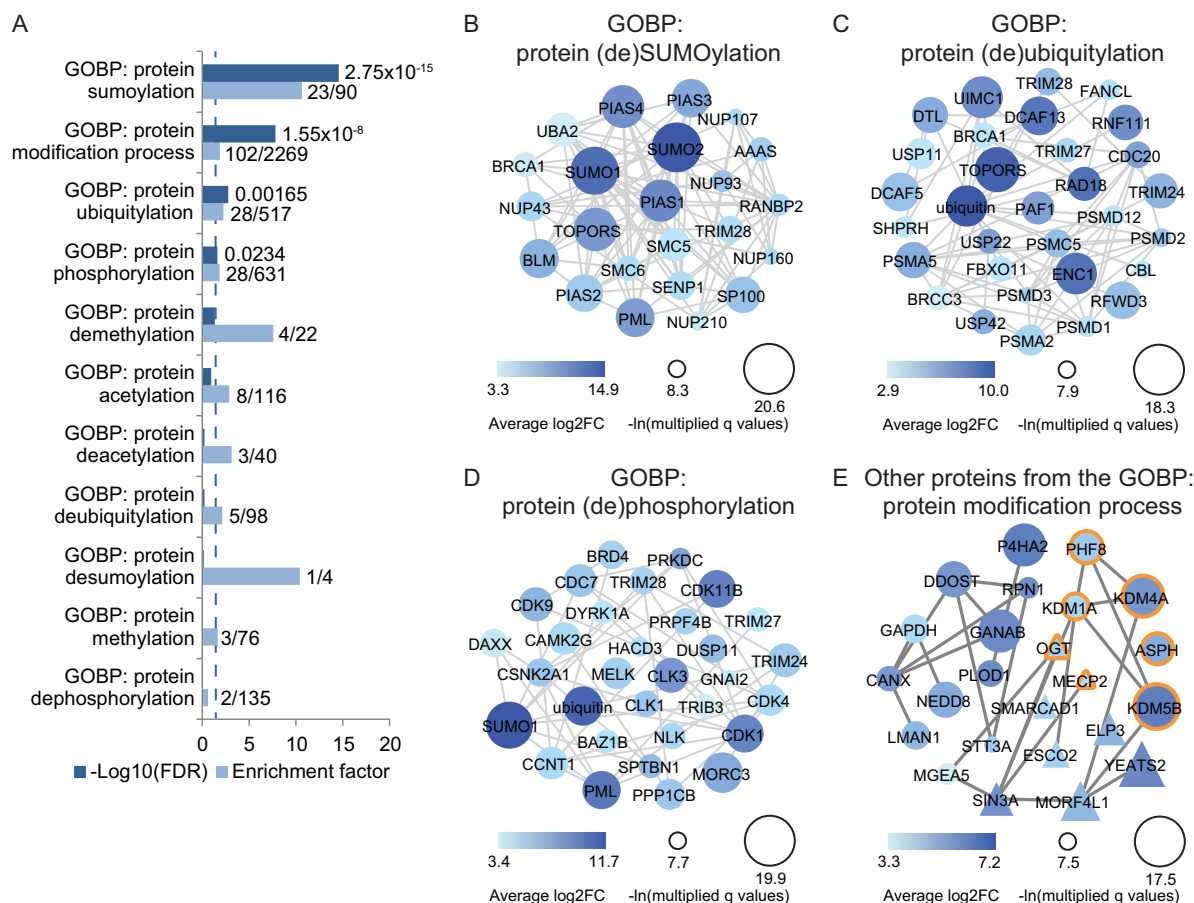 A
GOBP: protein
sumoylation
2.75x10⁻¹⁵
23/90
GOBP: protein
modification process
1.55x10⁻⁸
102/2269
GOBP: protein
ubiquitylation
0.00165
28/517
GOBP: protein
phosphorylation
0.0234
28/631
GOBP: protein
demethylation
4/22
GOBP: protein
acetylation
8/116
GOBP: protein
deacetylation
3/40
GOBP: protein
deubiquitylation
5/98
GOBP: protein
desumoylation
1/4
GOBP: protein
methylation
3/76
GOBP: protein
dephosphorylation
2/135
0 5 10 15 20
-Log10(FDR) Enrichment factor
B
GOBP:
protein (de)SUMOylation
PIAS4
PIAS3
NUP107
UBA2
SUMO2
AAAS
BRCA1
SUMO1
NUP93
NUP43
PIAS1
RANBP2
TOPORS
TRIM28
SMC5
BLM
SMC6
NUP160
PIAS2
SENP1
SP100
PML
NUP210
3.3 14.9
8.3
20.6
Average log2FC -ln(multiplied q values)
C
GOBP:
protein (de)ubiquitylation
TRIM28
FANCL
UIMC1
DTL
DCAF13
RNF111
BRCA1
USP11
TRIM27
CDC20
TOPORS
DCAF5
RAD18
TRIM24
ubiquitin
PAF1
PSMD12
SHPRH
USP22
PSMC5
PSMD2
PSMA5
FBXO11
ENC1
CBL
BRCC3
PSMD3
RFWD3
USP42
PSMD1
PSMA2
2.9 10.0
7.9
18.3
Average log2FC -ln(multiplied q values)
D
GOBP:
protein (de)phosphorylation
BRD4
PRKDC
CDC7
TRIM28
CDK11B
CDK9
DYRK1A
PRPF4B
TRIM27
DAXX
CAMK2G
HACD3
DUSP11
TRIM24
CSNK2A1
MELK
CLK3
GNAI2
ubiquitin
CLK1
TRIB3
CDK4
SUMO1
BAZ1B
NLK
CDK1
CCNT1
SPTBN1
MORC3
PML
PPP1CB
3.4 11.7
7.7
19.9
Average log2FC -ln(multiplied q values)
E
Other proteins from the GOBP:
protein modification process
P4HA2
PHF8
DDOST
RPN1
KDM4A
KDM1A
GAPDH
GANAB
OGT
ASPH
CANX
PLOD1
MECP2
NEDD8
SMARCAD1
KDM5B
LMAN1
STT3A
ELP3
ESCO2
YEATS2
MGEA5
SIN3A
MORF4L1
3.3 7.2
7.5
17.5
Average log2FC -ln(multiplied q values)